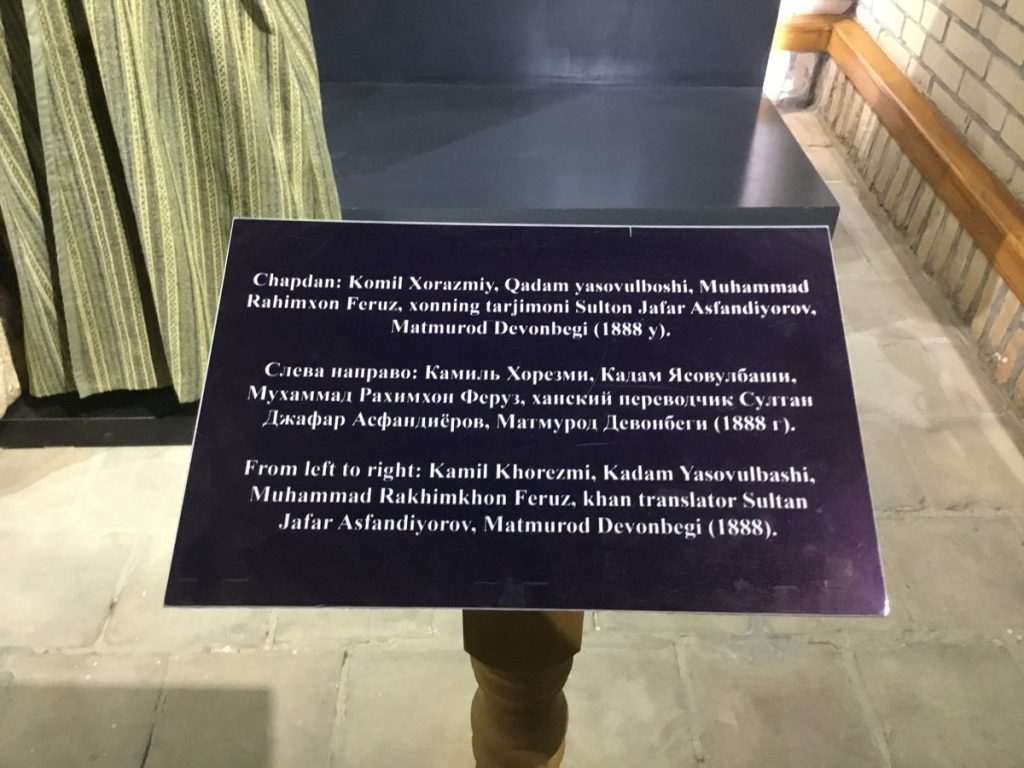 Chapdan: Komil Xorazmiy, Qadam yasovulboshi, Muhammad
Rahimxon Feruz, xonning tarjimoni Sulton Jafar Asfandiyorov,
Matmurod Devonbegi (1888 y).
Слева направо: Камиль Хорезми, Кадам Ясовулбаши,
Мухаммад Рахимхон Феруз, ханский переводчик Султан
Джафар Асфандиёров, Матмурод Девонбеги (1888 г).
From left to right: Kamil Khorezmi, Kadam Yasovulbashi,
Muhammad Rakhimkhon Feruz, khan translator Sultan
Jafar Asfandiyorov, Matmurod Devonbegi (1888).